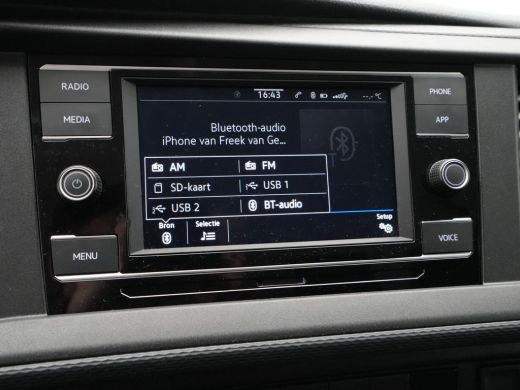 RADIO
MEDIA
MENU
16:43
--,- °C
Bluetooth-audio
iPhone van Freek van Ge...
AM
FM
SD-kaart
USB 1
USB 2
BT-audio
Bron
Selectie
Setup
PHONE
APP
VOICE